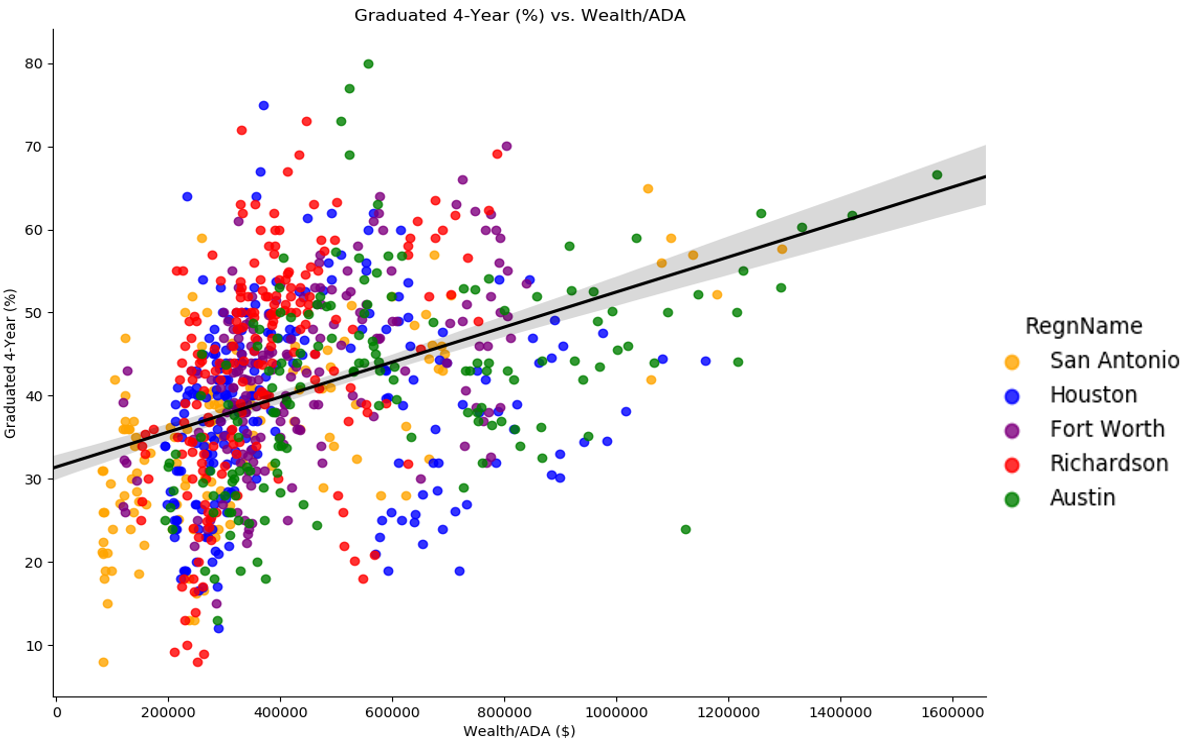 Graduated 4-Year (%) vs. Wealth/ADA
80
70
60
50
40
30
20
10
Graduated 4-Year (%)
0
200000
400000
600000
800000
1000000
1200000
1400000
1600000
Wealth/ADA ($)
RegnName
San Antonio
Houston
Fort Worth
Richardson
Austin